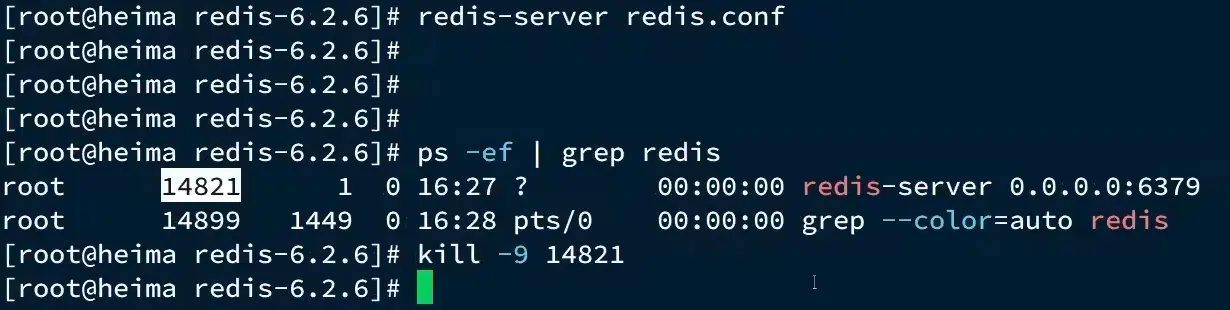 [root@heima redis-6.2.6]# redis-server redis.conf
[root@heima redis-6.2.6]#
[root@heima redis-6.2.6]#
[root@heima redis-6.2.6]#
[root@heima redis-6.2.6]# ps -ef | grep redis
root      14821      1  0 16:27 ?        00:00:00 redis-server 0.0.0.0:6379
root      14899   1449  0 16:28 pts/0    00:00:00 grep --color=auto redis
[root@heima redis-6.2.6]# kill -9 14821
[root@heima redis-6.2.6]#